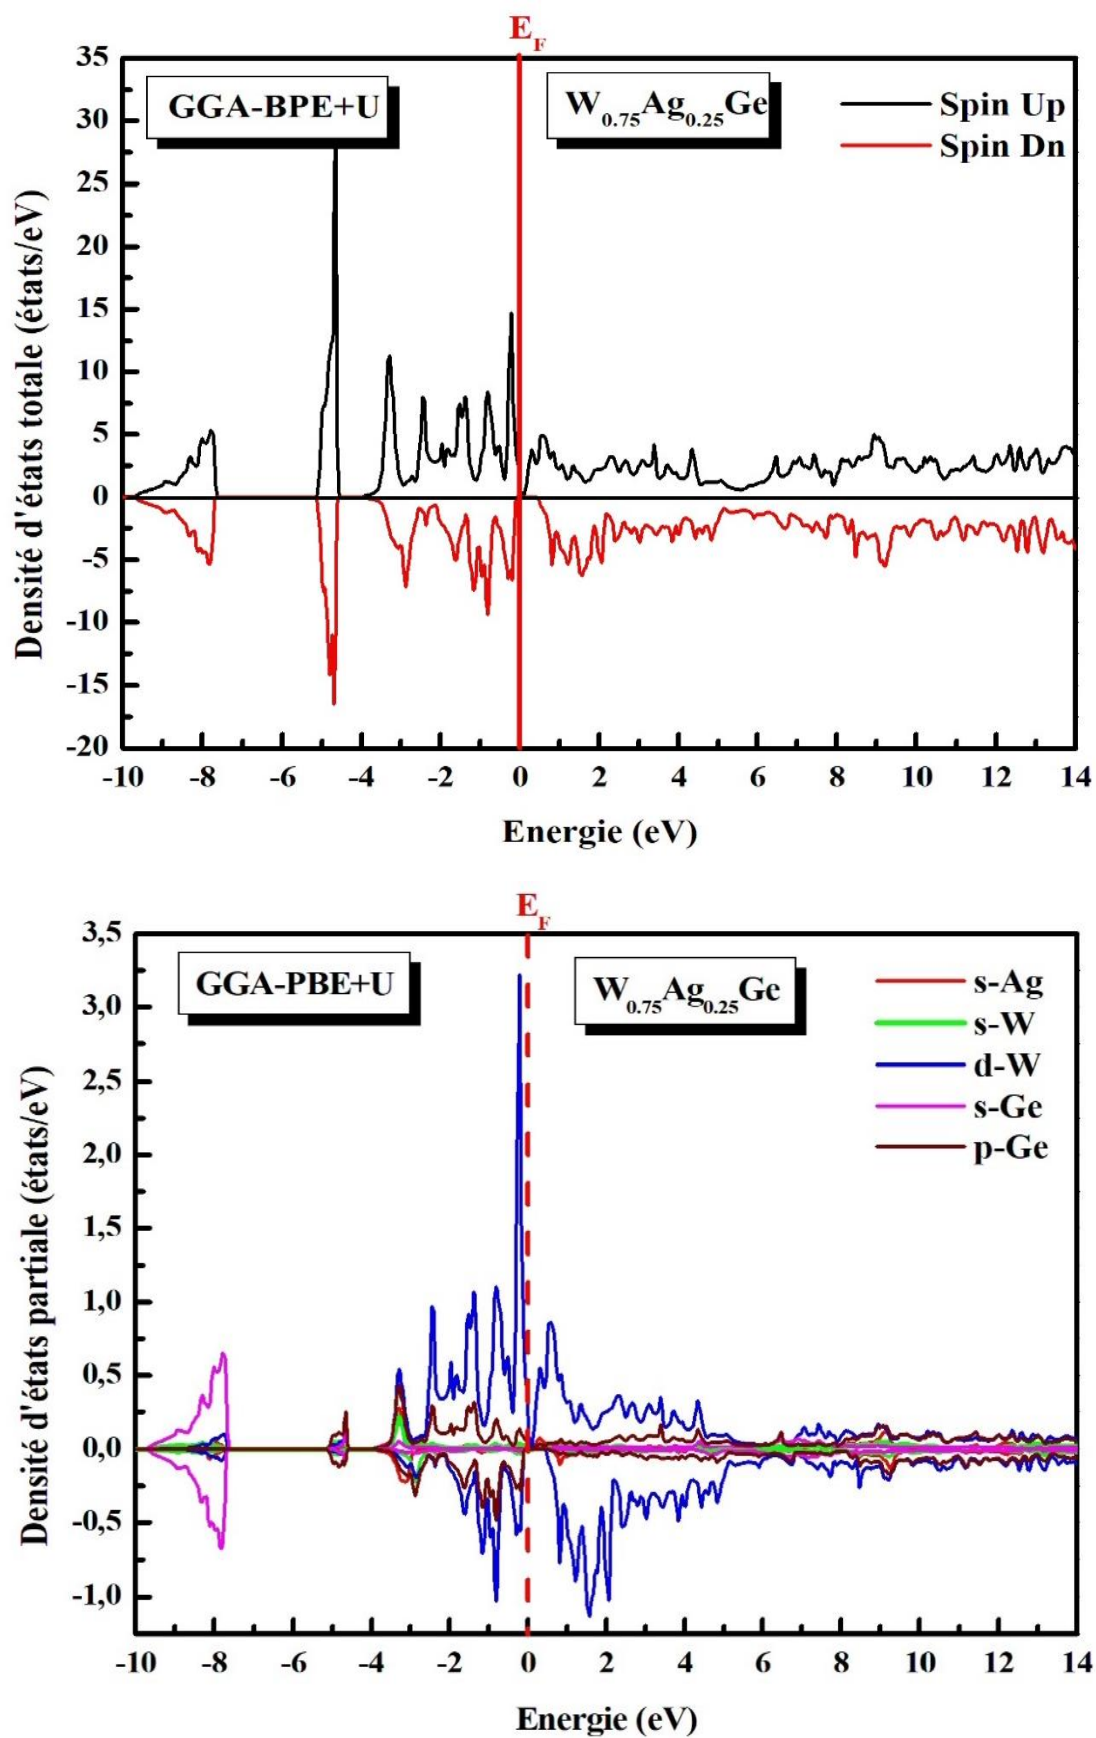 E_F
35
30
25
20
15
10
5
0
-5
-10
-15
-20
Densité d'états totale (états/eV)
GGA-BPE+U
W0.75Ag0.25Ge
Spin Up
Spin Dn
-10 -8 -6 -4 -2 0 2 4 6 8 10 12 14
Energie (eV)
E_F
3,5
3,0
2,5
2,0
1,5
1,0
0,5
0,0
-0,5
-1,0
Densité d'états partiale (états/eV)
GGA-PBE+U
W0.75Ag0.25Ge
s-Ag
s-W
d-W
s-Ge
p-Ge
-10 -8 -6 -4 -2 0 2 4 6 8 10 12 14
Energie (eV)